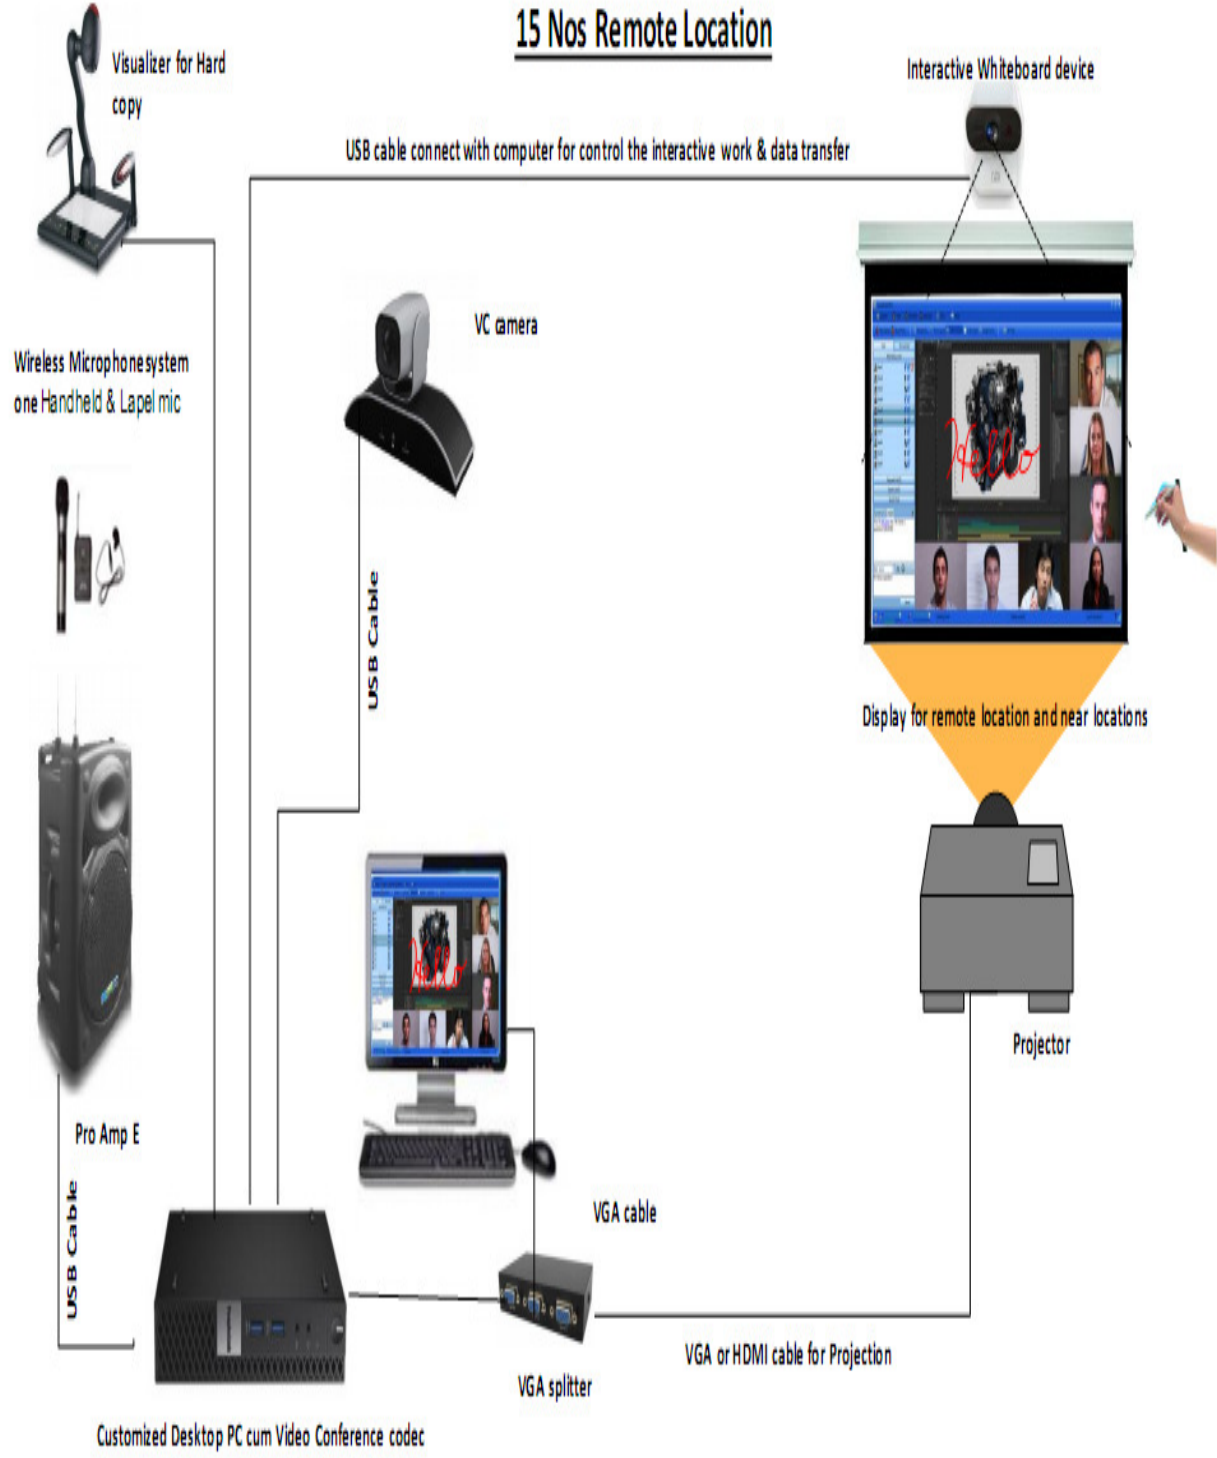 15 Nos Remote Location
Visualizer for Hard
copy
Interactive Whiteboard device
USB cable connect with computer for control the interactive work & data transfer
VC camera
Wireless Microphonesystem
one Handheld & Lapel mic
Hello
USB Cable
Display for remote location and near locations
Hello
Projector
Pro Amp E
USB Cable
VGA cable
VGA or HDMI cable for Projection
VGA splitter
Customized Desktop PC cum Video Conference codec